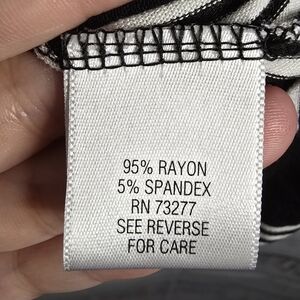 95% RAYON
5% SPANDEX
RN 73277
SEE REVERSE
FOR CARE